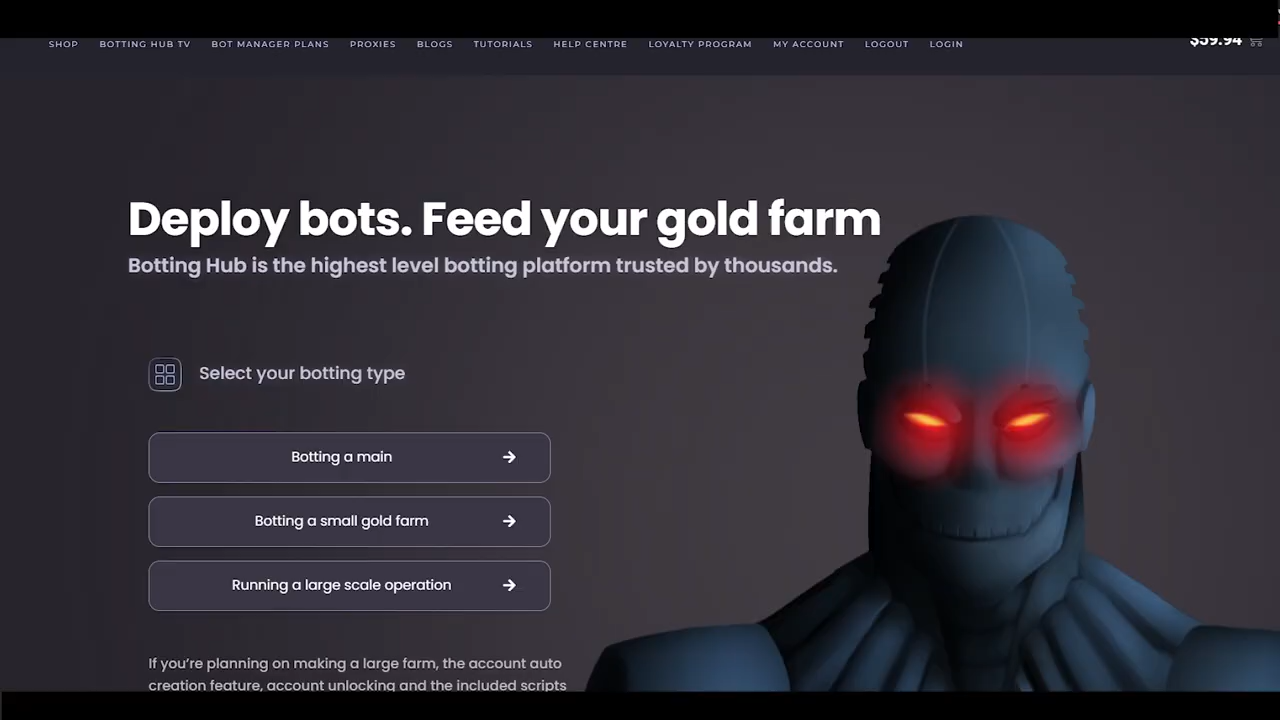 SHOP BOTTING HUB TV BOT MANAGER PLANS PROXIES BLOGS TUTORIALS HELP CENTRE LOYALTY PROGRAM MY ACCOUNT LOGOUT LOGIN $59.94
Deploy bots. Feed your gold farm
Botting Hub is the highest level botting platform trusted by thousands.
Select your botting type
Botting a main
Botting a small gold farm
Running a large scale operation
If you're planning on making a large farm, the account auto
creation feature, account unlocking and the included scripts